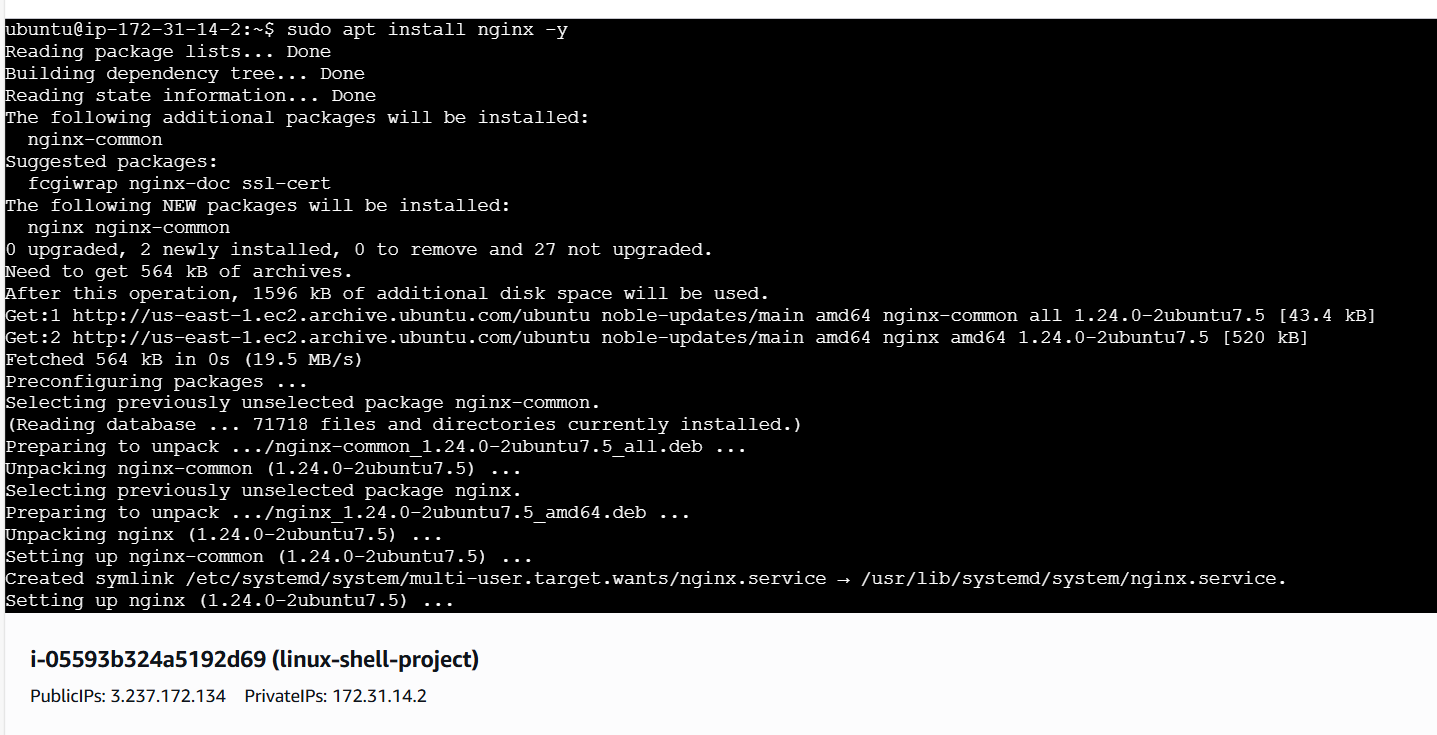 ubuntu@ip-172-31-14-2:~$ sudo apt install nginx -y
Reading package lists... Done
Building dependency tree... Done
Reading state information... Done
The following additional packages will be installed:
  nginx-common
Suggested packages:
  fcgiwrap nginx-doc ssl-cert
The following NEW packages will be installed:
  nginx nginx-common
0 upgraded, 2 newly installed, 0 to remove and 27 not upgraded.
Need to get 564 kB of archives.
After this operation, 1596 kB of additional disk space will be used.
Get:1 http://us-east-1.ec2.archive.ubuntu.com/ubuntu noble-updates/main amd64 nginx-common all 1.24.0-2ubuntu7.5 [43.4 kB]
Get:2 http://us-east-1.ec2.archive.ubuntu.com/ubuntu noble-updates/main amd64 nginx amd64 1.24.0-2ubuntu7.5 [520 kB]
Fetched 564 kB in 0s (19.5 MB/s)
Preconfiguring packages ...
Selecting previously unselected package nginx-common.
(Reading database ... 71718 files and directories currently installed.)
Preparing to unpack .../nginx-common_1.24.0-2ubuntu7.5_all.deb ...
Unpacking nginx-common (1.24.0-2ubuntu7.5) ...
Selecting previously unselected package nginx.
Preparing to unpack .../nginx_1.24.0-2ubuntu7.5_amd64.deb ...
Unpacking nginx (1.24.0-2ubuntu7.5) ...
Setting up nginx-common (1.24.0-2ubuntu7.5) ...
Created symlink /etc/systemd/system/multi-user.target.wants/nginx.service → /usr/lib/systemd/system/nginx.service.
Setting up nginx (1.24.0-2ubuntu7.5) ...
i-05593b324a5192d69 (linux-shell-project)
PublicIPs: 3.237.172.134 PrivateIPs: 172.31.14.2